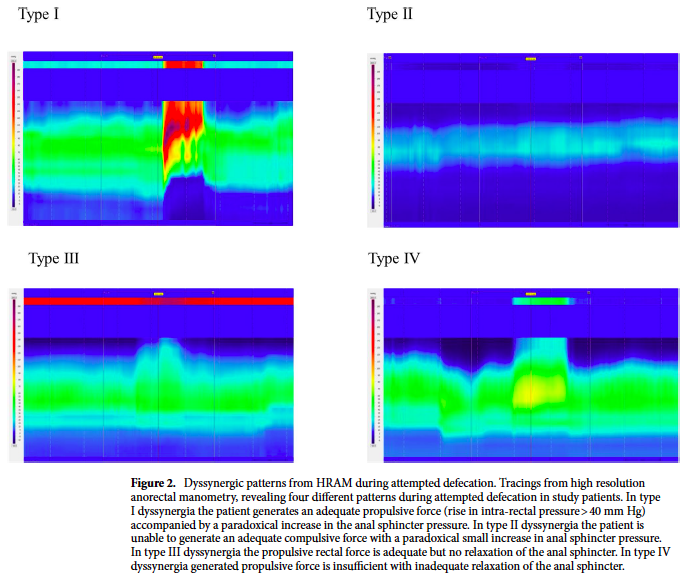 Type I
Type II
Type III
Type IV
Figure 2. Dyssynergic patterns from HRAM during attempted defecation. Tracings from high resolution
anorectal manometry, revealing four different patterns during attempted defecation in study patients. In type
I dyssynergia the patient generates an adequate propulsive force (rise in intra-rectal pressure > 40 mm Hg)
accompanied by a paradoxical increase in the anal sphincter pressure. In type II dyssynergia the patient is
unable to generate an adequate compulsive force with a paradoxical small increase in anal sphincter pressure.
In type III dyssynergia the propulsive rectal force is adequate but no relaxation of the anal sphincter. In type IV
dyssynergia generated propulsive force is insufficient with inadequate relaxation of the anal sphincter.